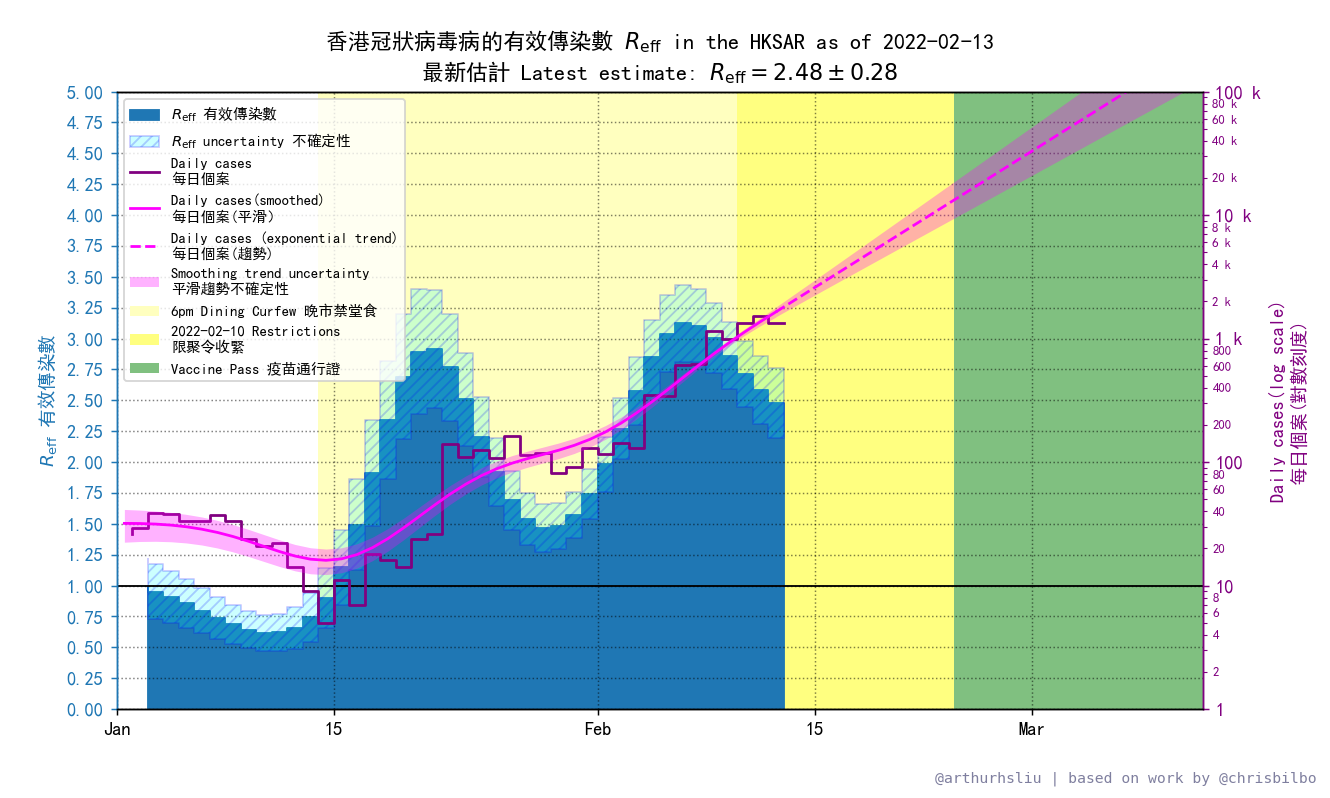 香港冠狀病毒病的有效傳染數 Reff in the HKSAR as of 2022-02-13
最新估計 Latest estimate: Reff = 2.48 ± 0.28
Reff 有效傳染數
Reff uncertainty 不確定性
Daily cases
每日個案
Daily cases(smoothed)
每日個案(平滑)
Daily cases (exponential trend)
每日個案(趨勢)
Smoothing trend uncertainty
平滑趨勢不確定性
6pm Dining Curfew 晚市禁堂食
2022-02-10 Restrictions
限聚令收緊
Vaccine Pass 疫苗通行證
Reff 有效傳染數
5.00
4.75
4.50
4.25
4.00
3.75
3.50
3.25
3.00
2.75
2.50
2.25
2.00
1.75
1.50
1.25
1.00
0.75
0.50
0.25
0.00
100 k
80 k
60 k
40 k
20 k
10 k
8 k
6 k
4 k
2 k
1 k
800
600
400
200
100
80
60
40
20
10
8
6
4
2
1
Daily cases(log scale)
每日個案(對數刻度)
Jan
15
Feb
15
Mar
@arthurhsliu | based on work by @chrisbilbo